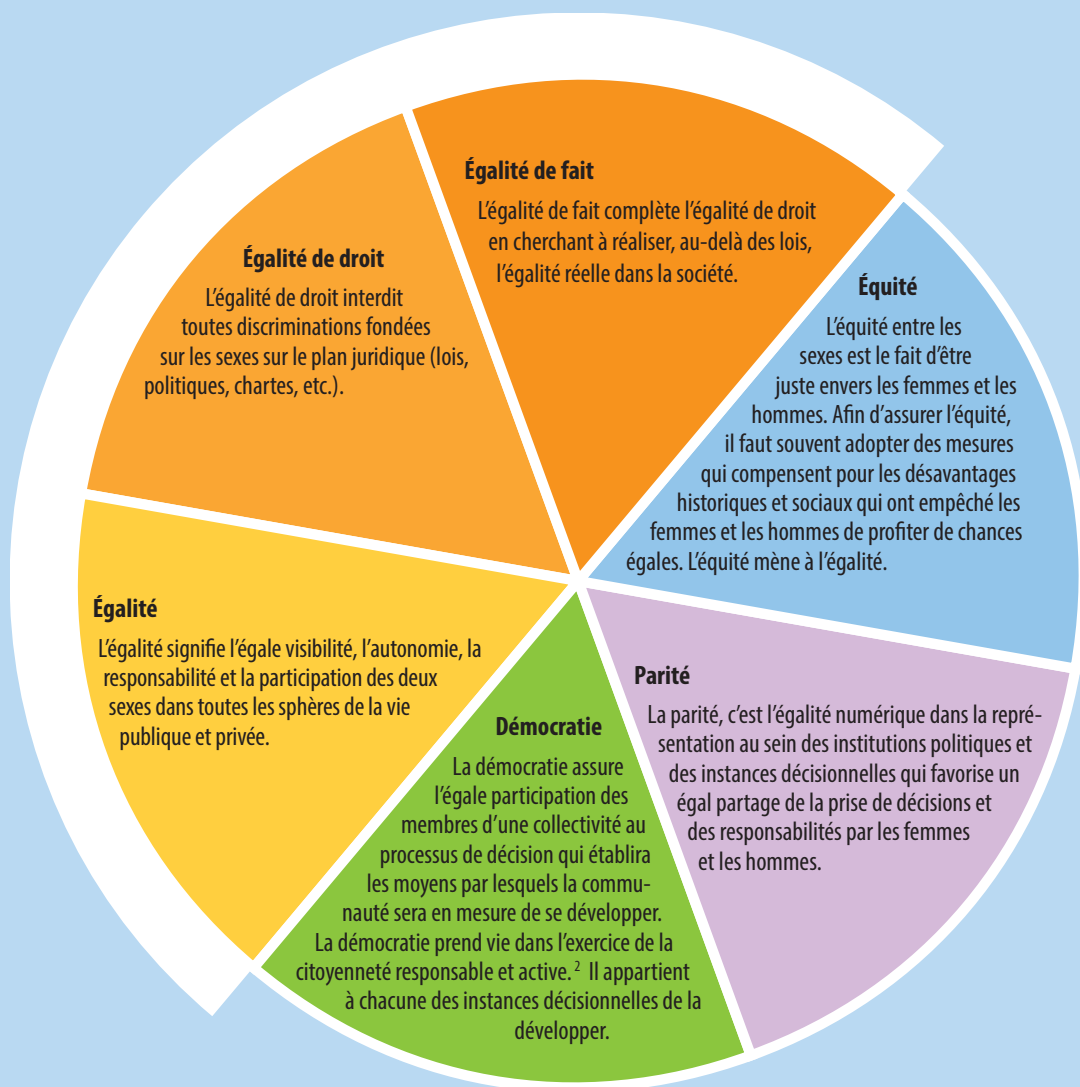 Égalité de fait
L'égalité de fait complète l'égalité de droit
en cherchant à réaliser, au-delà des lois,
l'égalité réelle dans la société.
Équité
L'équité entre les
sexes est le fait d'être
juste envers les femmes et les
hommes. Afin d'assurer l'équité,
il faut souvent adopter des mesures
qui compensent pour les désavantages
historiques et sociaux qui ont empêché les
femmes et les hommes de profiter de chances
égales. L'équité mène à l'égalité.
Parité
La parité, c'est l'égalité numérique dans la repré-
sentation au sein des institutions politiques et
des instances décisionnelles qui favorise un
égal partage de la prise de décisions et
des responsabilités par les femmes
et les hommes.
Démocratie
La démocratie assure
l'égale participation des
membres d'une collectivité au
processus de décision qui établira
les moyens par lesquels la commu-
nauté sera en mesure de se développer.
La démocratie prend vie dans l'exercice de la
citoyenneté responsable et active.² Il appartient
à chacune des instances décisionnelles de la
développer.
Égalité
L'égalité signifie l'égale visibilité, l'autonomie, la
responsabilité et la participation des deux
sexes dans toutes les sphères de la vie
publique et privée.
Égalité de droit
L'égalité de droit interdit
toutes discriminations fondées
sur les sexes sur le plan juridique (lois,
politiques, chartes, etc.).